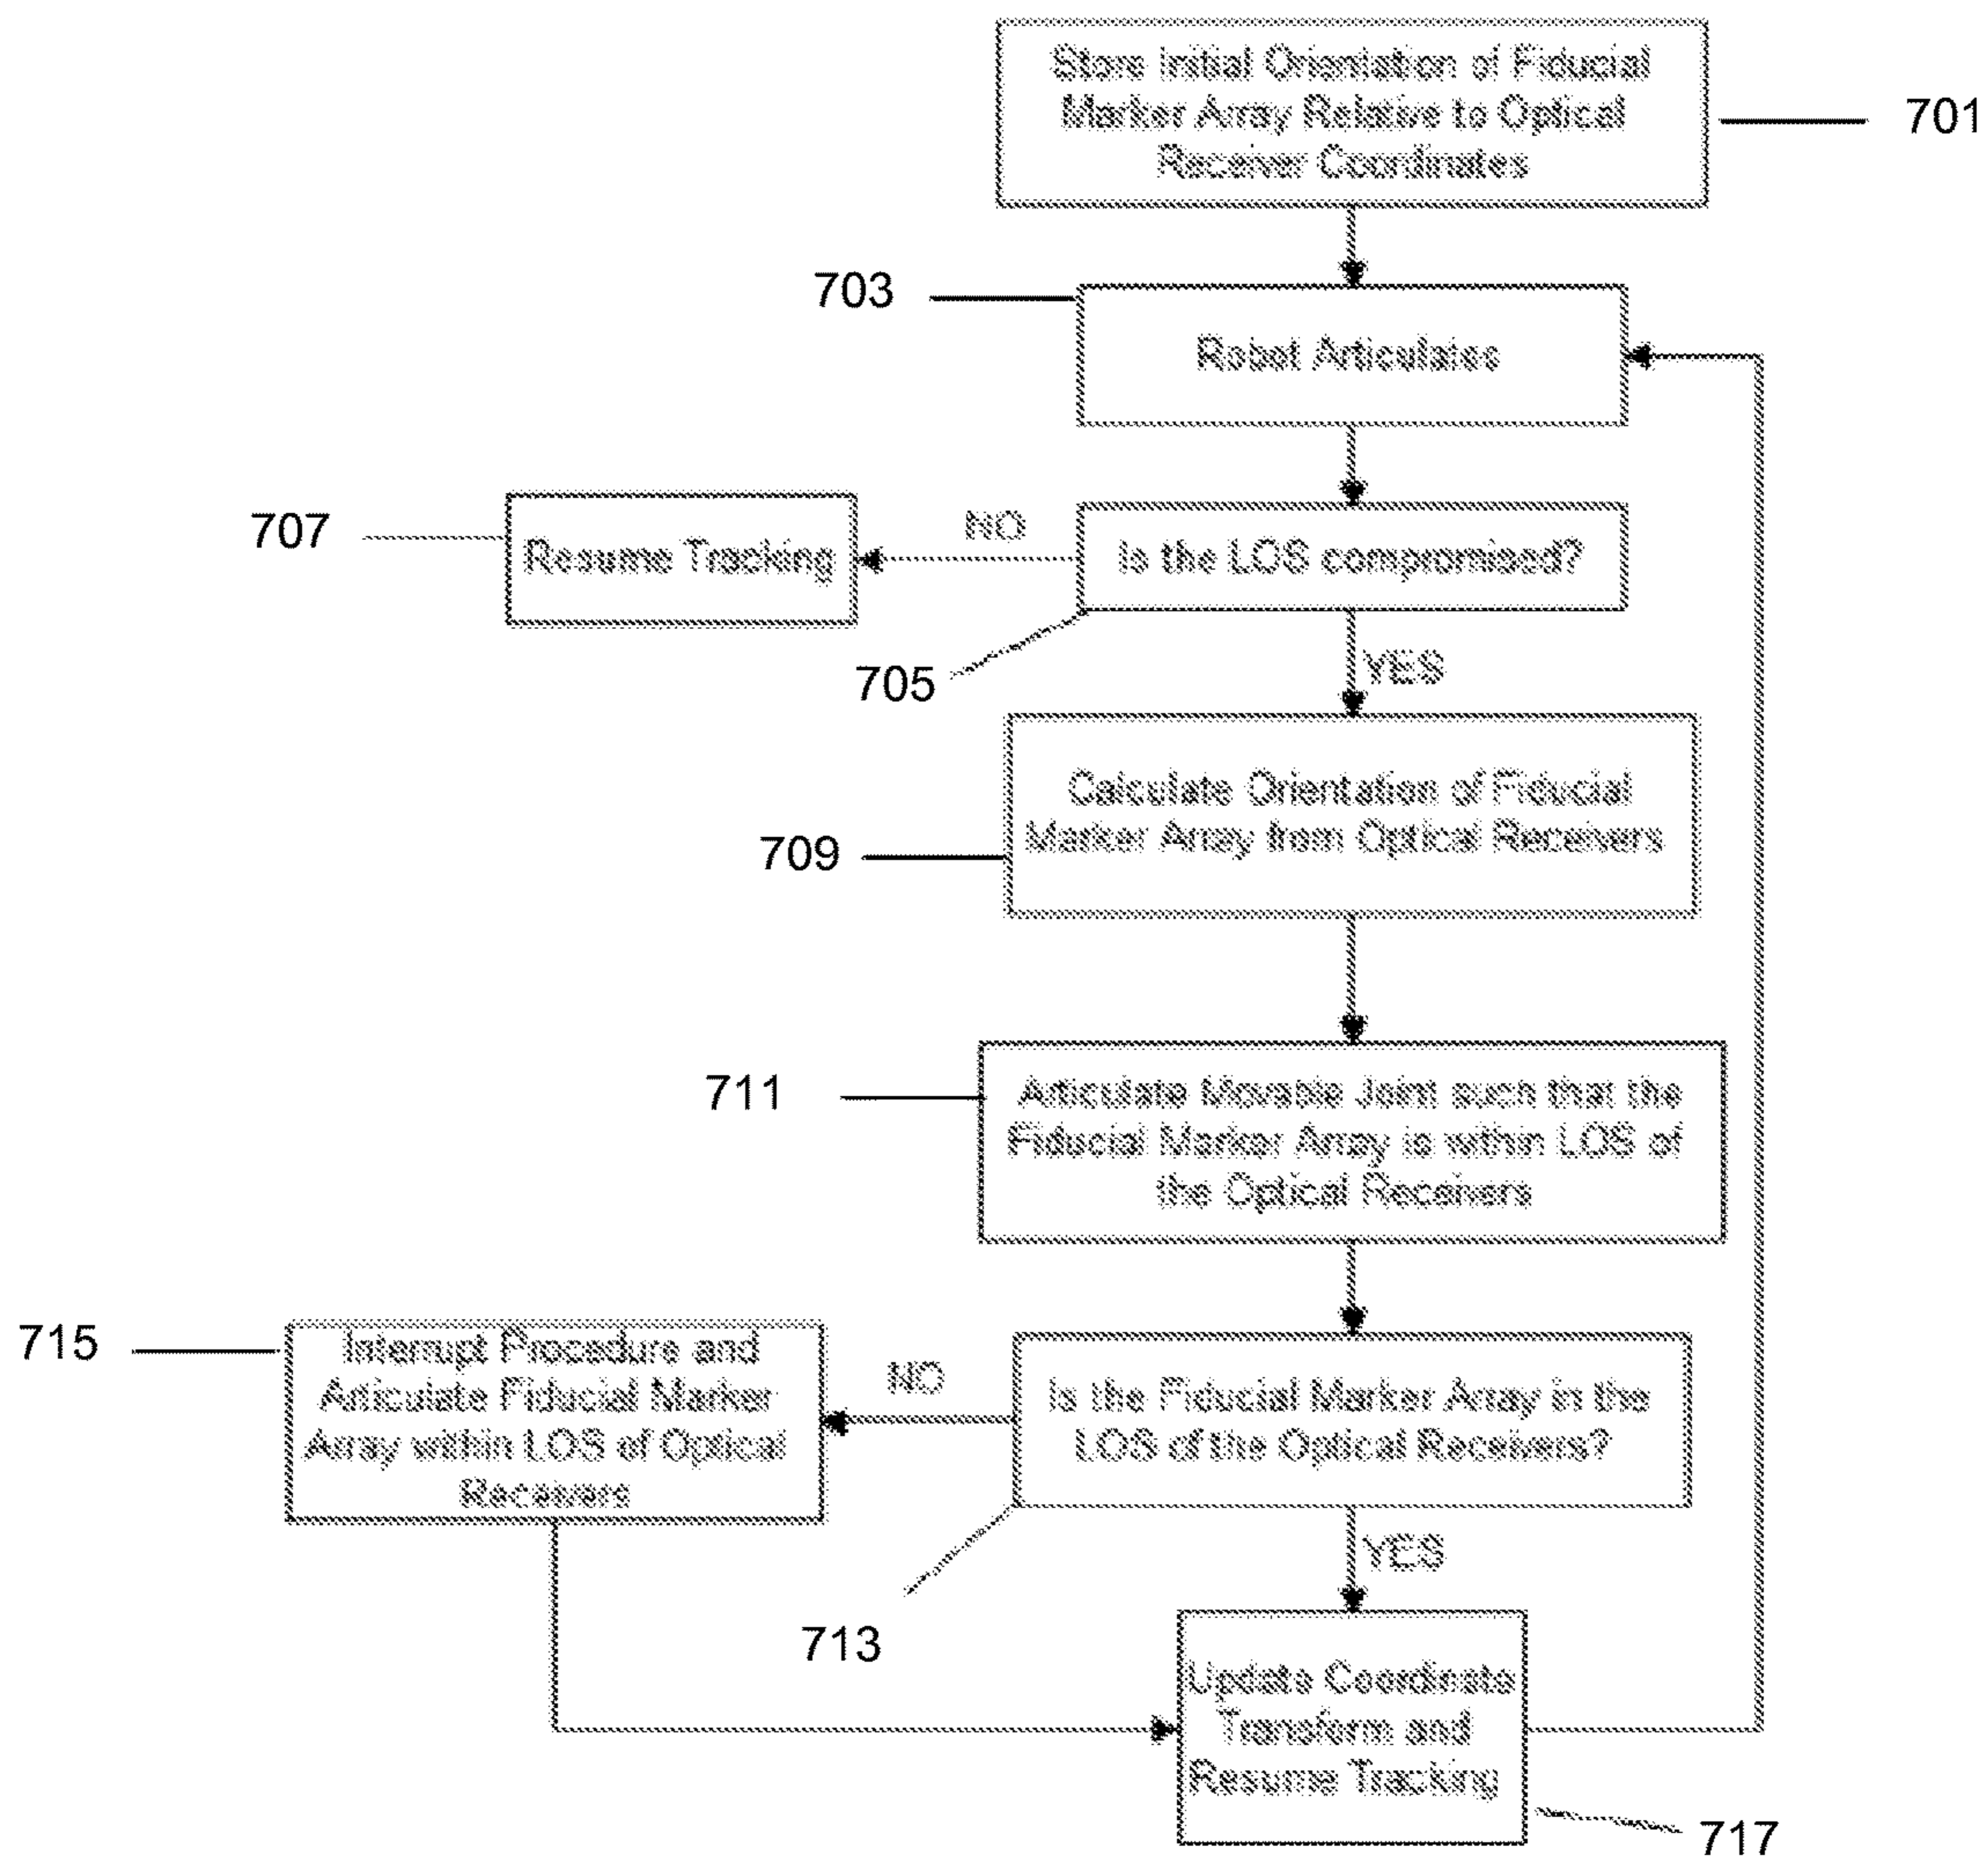 Store Initial Orientation of Fiducial
Marker Array Relative to Optical
Receiver Coordinates
701
703
Robot Articulates
707
Resume Tracking
NO
Is the LOS compromised?
705
YES
Calculate Orientation of Fiducial
Marker Array from Optical Receivers
709
711
Articulate Movable Joint such that the
Fiducial Marker Array is within LOS of
the Optical Receivers
715
Interrupt Procedure and
Articulate Fiducial Marker
Array within LOS of Optical
Receivers
NO
Is the Fiducial Marker Array in the
LOS of the Optical Receivers?
YES
713
Update Coordinate
Transform and
Resume Tracking
717